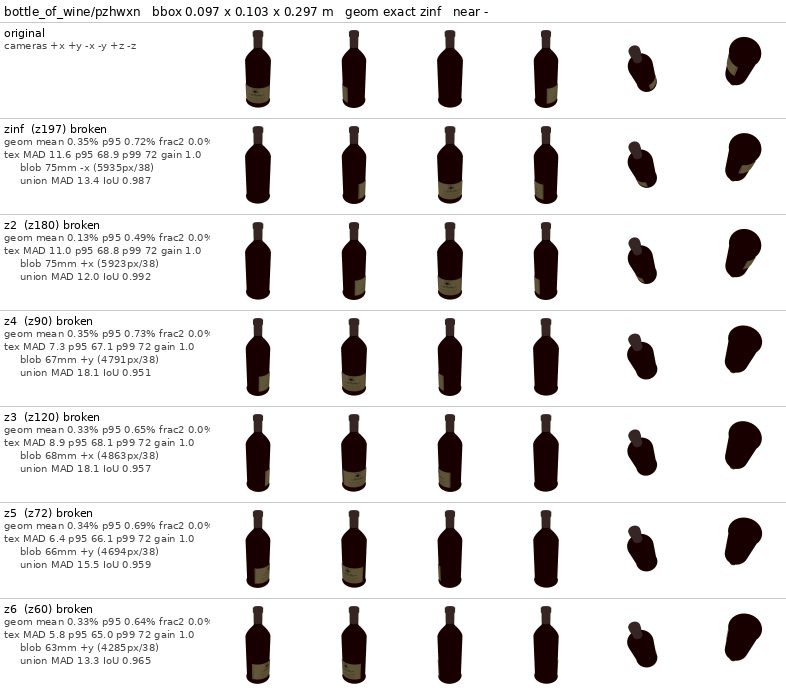 bottle_of_wine/pzhwxn   bbox 0.097 x 0.103 x 0.297 m   geom exact zinf   near -
original
cameras +x +y -x -y +z -z
zinf  (z197) broken
geom mean 0.35% p95 0.72% frac2 0.0%
tex MAD 11.6 p95 68.9 p99 72 gain 1.0
blob 75mm -x (5935px/38)
union MAD 13.4 IoU 0.987
z2  (z180) broken
geom mean 0.13% p95 0.49% frac2 0.0%
tex MAD 11.0 p95 68.8 p99 72 gain 1.0
blob 75mm +x (5923px/38)
union MAD 12.0 IoU 0.992
z4  (z90) broken
geom mean 0.35% p95 0.73% frac2 0.0%
tex MAD 7.3 p95 67.1 p99 72 gain 1.0
blob 67mm +y (4791px/38)
union MAD 18.1 IoU 0.951
z3  (z120) broken
geom mean 0.33% p95 0.65% frac2 0.0%
tex MAD 8.9 p95 68.1 p99 72 gain 1.0
blob 68mm +x (4863px/38)
union MAD 18.1 IoU 0.957
z5  (z72) broken
geom mean 0.34% p95 0.69% frac2 0.0%
tex MAD 6.4 p95 66.1 p99 72 gain 1.0
blob 66mm +y (4694px/38)
union MAD 15.5 IoU 0.959
z6  (z60) broken
geom mean 0.33% p95 0.64% frac2 0.0%
tex MAD 5.8 p95 65.0 p99 72 gain 1.0
blob 63mm +y (4285px/38)
union MAD 13.3 IoU 0.965